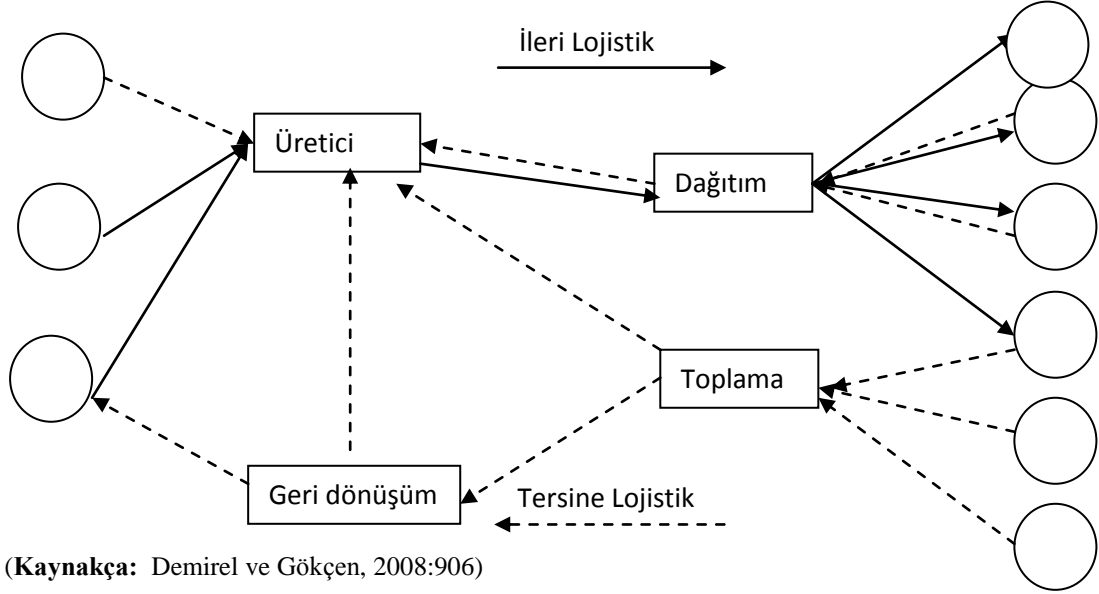 İleri Lojistik
Üretici
Dağıtım
Toplama
Geri dönüşüm
Tersine Lojistik
(Kaynakça: Demirel ve Gökçen, 2008:906)